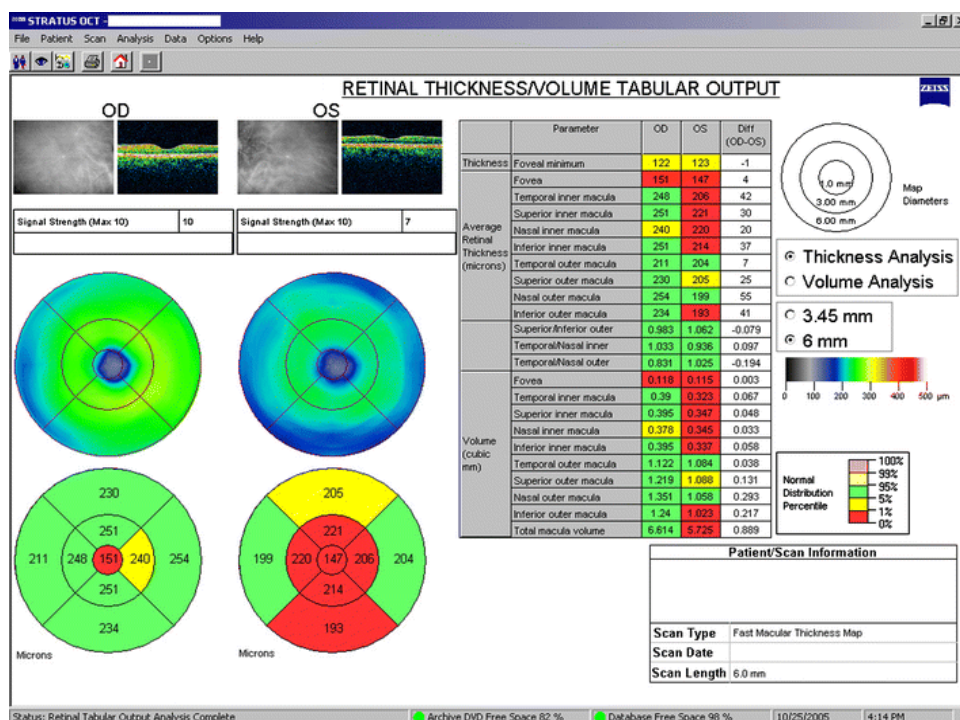 STRATUS OCT -
File Patient Scan Analysis Data Options Help
RETINAL THICKNESS/VOLUME TABULAR OUTPUT
ZEISS
OD OS
Signal Strength (Max 10) 10 Signal Strength (Max 10) 7
Parameter OD OS Diff (OD-OS)
Thickness Foveal minimum 122 123 -1
Average Retinal Thickness (microns)
Fovea 151 147 4
Temporal inner macula 248 206 42
Superior inner macula 251 221 30
Nasal inner macula 240 220 20
Inferior inner macula 251 214 37
Temporal outer macula 211 204 7
Superior outer macula 230 205 25
Nasal outer macula 254 199 55
Inferior outer macula 234 193 41
Superior/Inferior outer 0.983 1.062 -0.079
Temporal/Nasal inner 1.033 0.936 0.097
Temporal/Nasal outer 0.831 1.025 -0.194
Volume (cubic mm)
Fovea 0.118 0.115 0.003
Temporal inner macula 0.39 0.323 0.067
Superior inner macula 0.395 0.347 0.048
Nasal inner macula 0.378 0.345 0.033
Inferior inner macula 0.395 0.337 0.058
Temporal outer macula 1.122 1.084 0.038
Superior outer macula 1.219 1.088 0.131
Nasal outer macula 1.351 1.058 0.293
Inferior outer macula 1.24 1.023 0.217
Total macula volume 6.614 5.725 0.889
1.0 mm
3.00 mm
6.00 mm
Map
Diameters
Thickness Analysis
Volume Analysis
3.45 mm
6 mm
0 100 200 300 400 500 µm
Normal
Distribution
Percentile
100%
99%
95%
5%
1%
0%
230
251
211 248 151 240 254
251
234
Microns
205
221
199 220 147 206 204
214
193
Microns
Patient/Scan Information
Scan Type Fast Macular Thickness Map
Scan Date
Scan Length 6.0 mm
Status: Retinal Tabular Output Analysis Complete Archive DVD Free Space 82 % Database Free Space 98 % 10/25/2005 4:14 PM